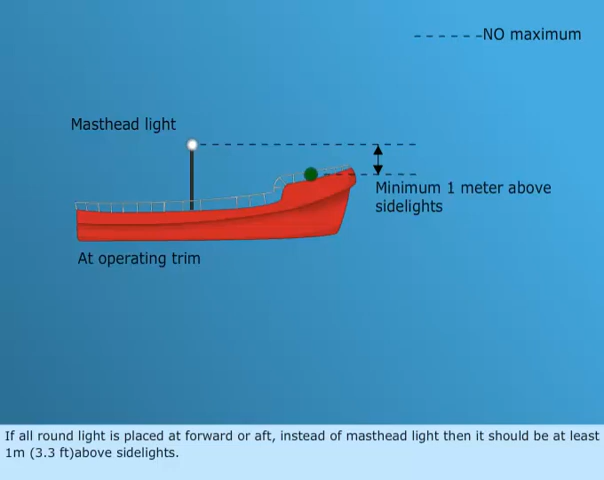 NO maximum
Masthead light
Minimum 1 meter above
sidelights
At operating trim
If all round light is placed at forward or aft, instead of masthead light then it should be at least
1m (3.3 ft)above sidelights.